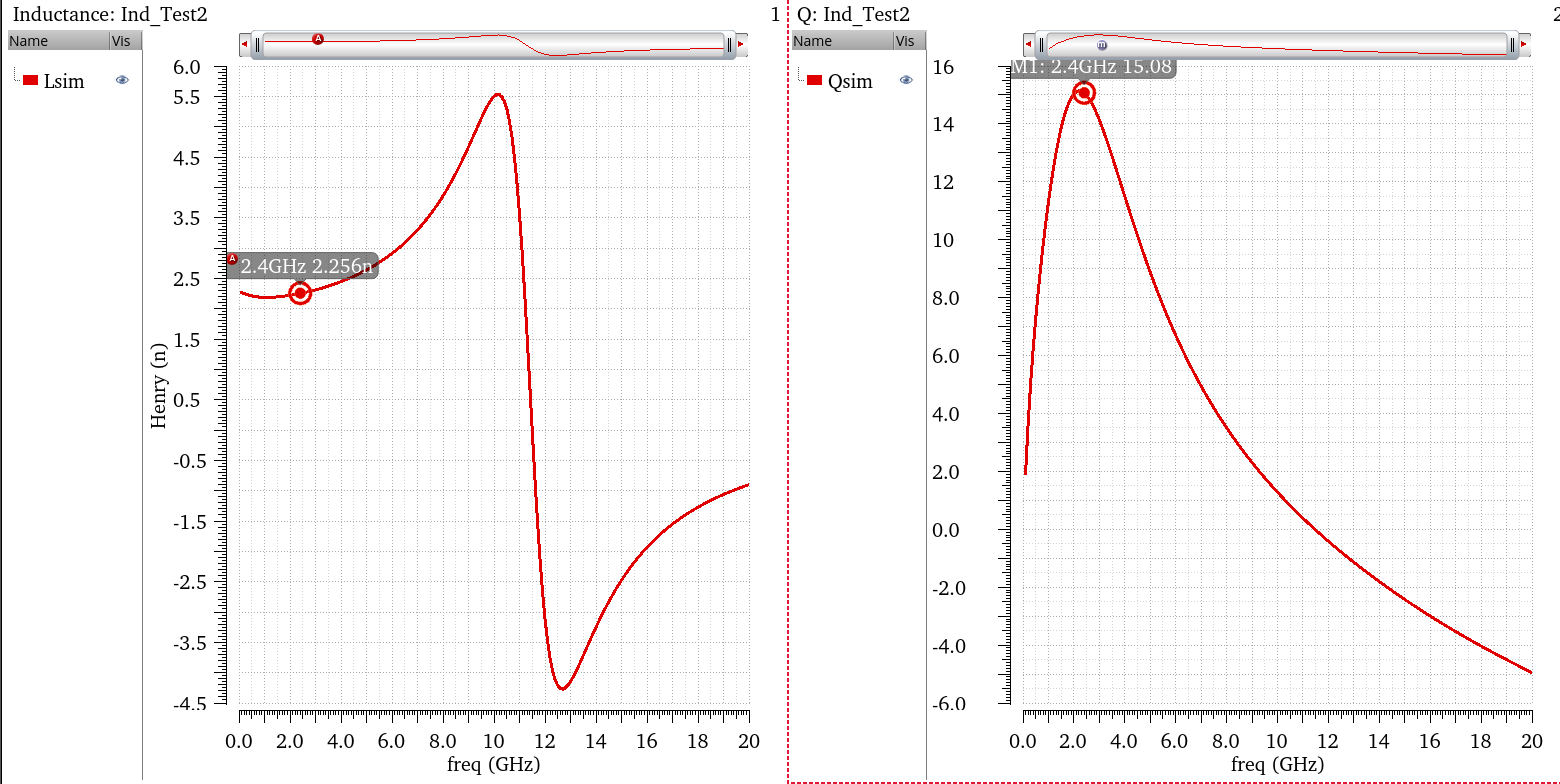 Inductance: Ind_Test2
1
Name
Vis
Lsim
A
6.0
5.5
4.5
3.5
2.5
1.5
0.5
-0.5
-1.5
-2.5
-3.5
-4.5
Henry (n)
A
2.4GHz 2.256n
0.0 2.0 4.0 6.0 8.0 10 12 14 16 18 20
freq (GHz)
Q: Ind_Test2
2
Name
Vis
Qsim
m
M1: 2.4GHz 15.08
16
14
12
10
8.0
6.0
4.0
2.0
0.0
-2.0
-4.0
-6.0
0.0 2.0 4.0 6.0 8.0 10 12 14 16 18 20
freq (GHz)